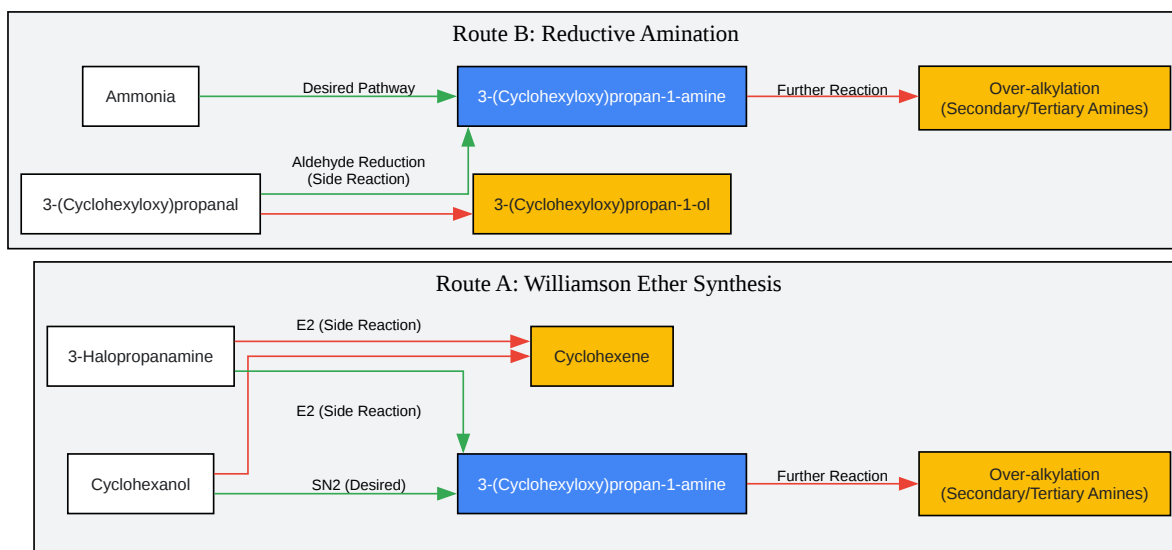 Route B: Reductive Amination
Ammonia
Desired Pathway
3-(Cyclohexyloxy)propan-1-amine
Further Reaction
Over-alkylation
(Secondary/Tertiary Amines)
Aldehyde Reduction
(Side Reaction)
3-(Cyclohexyloxy)propanal
3-(Cyclohexyloxy)propan-1-ol
Route A: Williamson Ether Synthesis
E2 (Side Reaction)
3-Halopropanamine
Cyclohexene
E2 (Side Reaction)
Cyclohexanol
SN2 (Desired)
3-(Cyclohexyloxy)propan-1-amine
Further Reaction
Over-alkylation
(Secondary/Tertiary Amines)